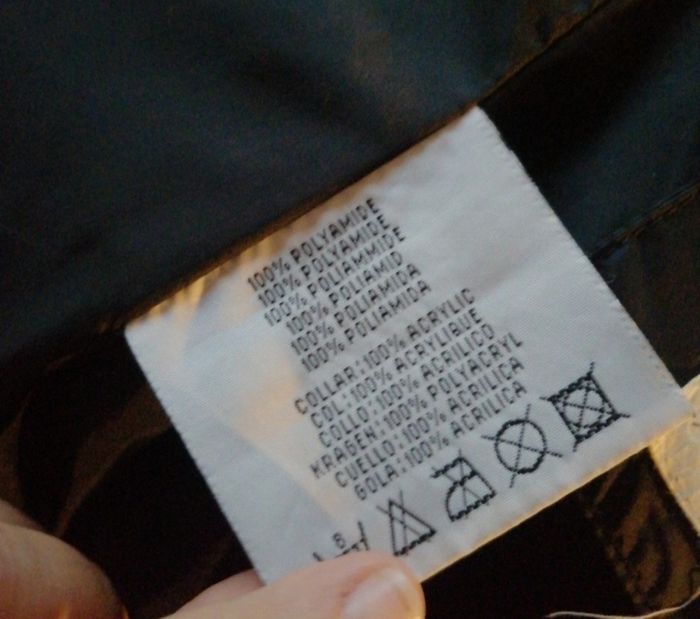 100% POLYAMIDE
100% POLYAMIDE
100% POLIAMMIDE
100% POLIAMID
100% POLIAMIDA
100% POLIAMIDA
COLLAR:100% ACRYLIC
COL:100% ACRYLIQUE
COLLO:100% ACRILICO
KRAGEN:100% POLYACRYL
CUELLO:100% ACRILICA
GOLA:100% ACRILICA